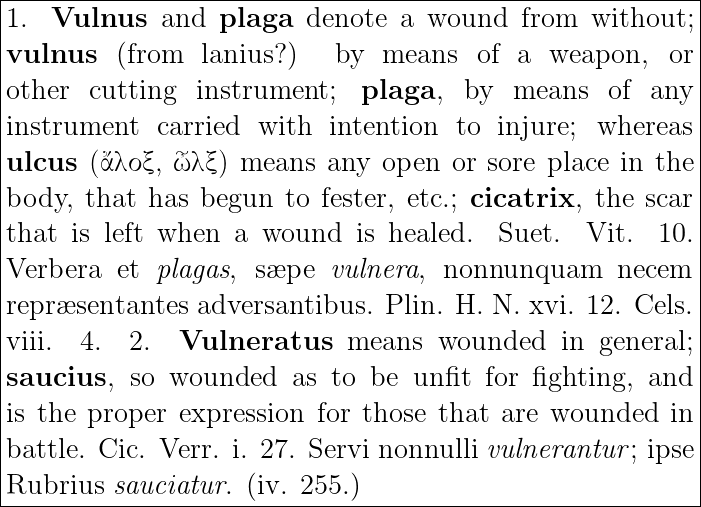 1. Vulnus and plaga denote a wound from without;
vulnus (from lanius?) by means of a weapon, or
other cutting instrument; plaga, by means of any
instrument carried with intention to injure; whereas
ulcus (ἄλοξ, ὦλξ) means any open or sore place in the
body, that has begun to fester, etc.; cicatrix, the scar
that is left when a wound is healed. Suet. Vit. 10.
Verbera et plagas, sæpe vulnera, nonnunquam necem
repræsentantes adversantibus. Plin. H. N. xvi. 12. Cels.
viii. 4. 2. Vulneratus means wounded in general;
saucius, so wounded as to be unfit for fighting, and
is the proper expression for those that are wounded in
battle. Cic. Verr. i. 27. Servi nonnulli vulnerantur; ipse
Rubrius sauciatur. (iv. 255.)